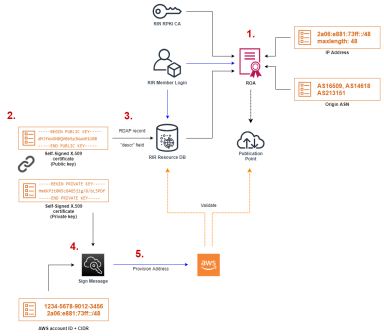 RIR RPKI CA
1.
2a06:e881:73ff::/48
maxlength: 48
IP Address
RIR Member Login
ROA
AS16509, AS14618
AS213151
Origin ASN
2.
3.
-----BEGIN PUBLIC KEY-----
-----END PUBLIC KEY-----
Self-Signed X.509
certificate
(Public key)
RDAP record
"descr" field
RIR Resource DB
Publication
Point
-----BEGIN PRIVATE KEY-----
-----END PRIVATE KEY-----
Self-Signed X.509
certificate
(Private key)
Validate
4.
5.
Sign Message
Provision Address
aws
1234-5678-9012-3456
2a06:e881:73ff::/48
AWS account ID + CIDR